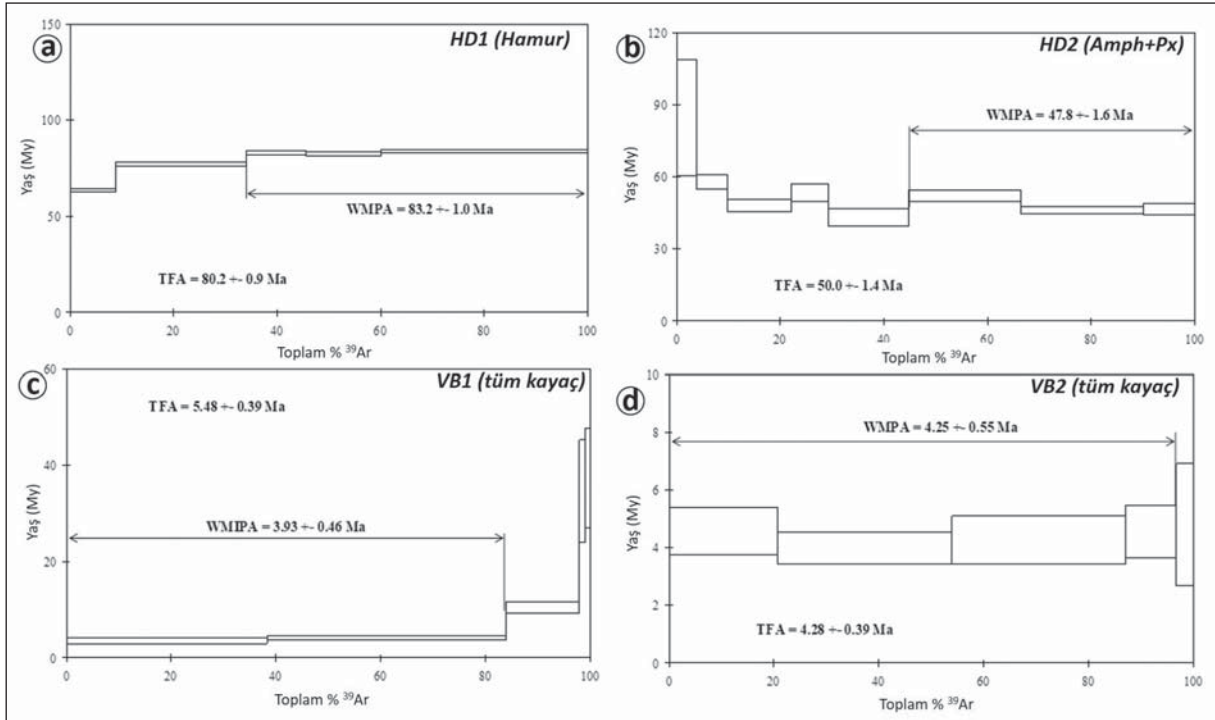 a
HD1 (Hamur)
150
100
50
0
Yaş (My)
WMPA = 83.2 +- 1.0 Ma
TFA = 80.2 +- 0.9 Ma
0 20 40 60 80 100
Toplam % ³⁹Ar
b
HD2 (Amph+Px)
120
90
60
30
0
Yaş (My)
WMPA = 47.8 +- 1.6 Ma
TFA = 50.0 +- 1.4 Ma
0 20 40 60 80 100
Toplam % ³⁹Ar
c
VB1 (tüm kayaç)
60
40
20
0
Yaş (My)
TFA = 5.48 +- 0.39 Ma
WMIPA = 3.93 +- 0.46 Ma
0 20 40 60 80 100
Toplam % ³⁹Ar
d
VB2 (tüm kayaç)
10
8
6
4
2
0
Yaş (My)
WMPA = 4.25 +- 0.55 Ma
TFA = 4.28 +- 0.39 Ma
0 20 40 60 80 100
Toplam % ³⁹Ar